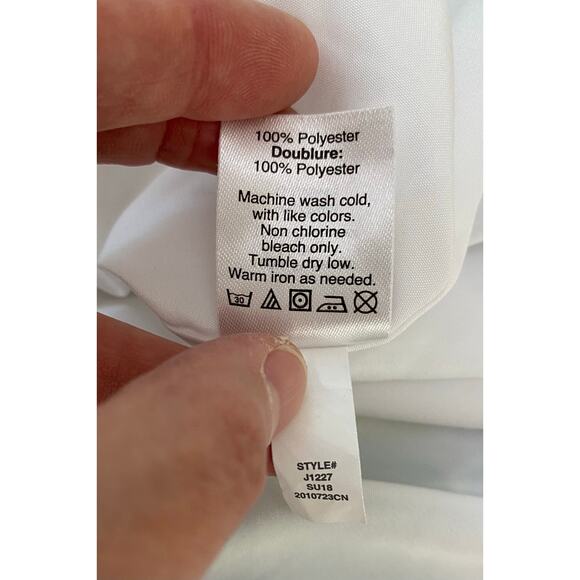 100% Polyester
Doublure:
100% Polyester
Machine wash cold,
with like colors.
Non chlorine
bleach only.
Tumble dry low.
Warm iron as needed.
30
STYLE#
J1227
SU18
2010723CN